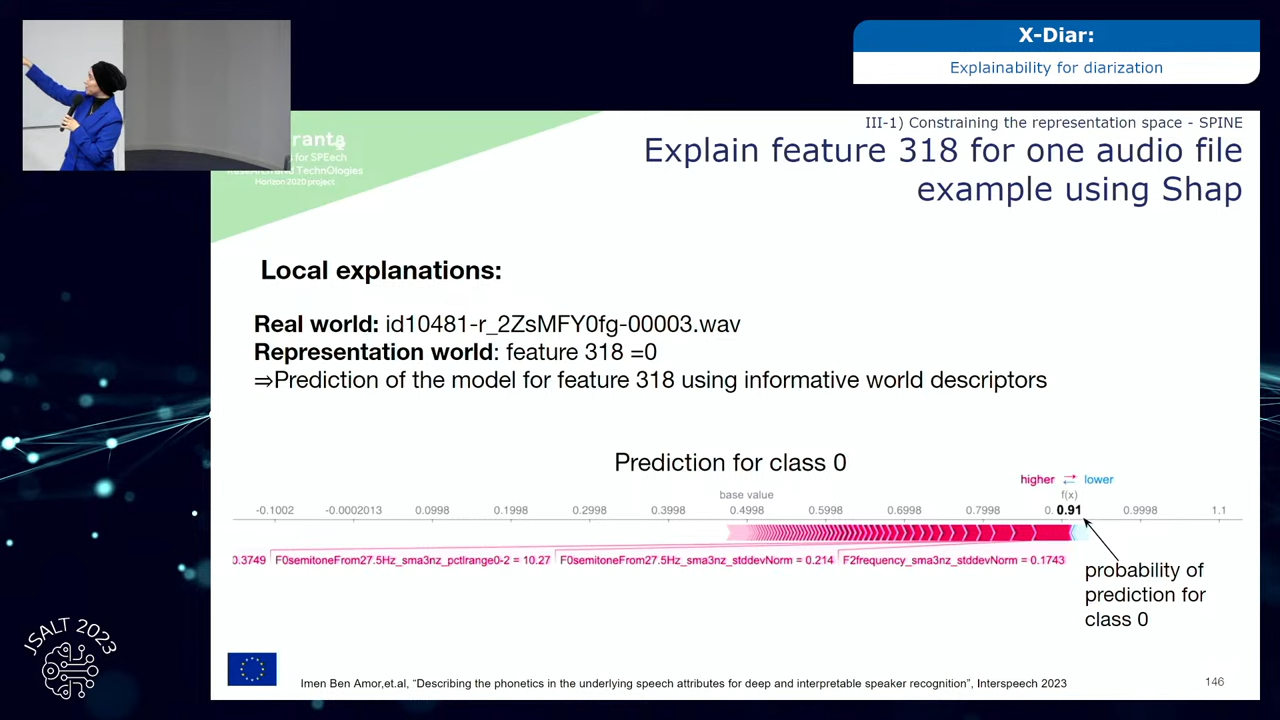 X-Diar:
Explainability for diarization
III-1) Constraining the representation space - SPINE
Explain feature 318 for one audio file
example using Shap
for SPEech
TechnOlogies
Horizon 2020 project
Local explanations:
Real world: id10481-r_2ZsMFY0fg-00003.wav
Representation world: feature 318 =0
⇒Prediction of the model for feature 318 using informative world descriptors
Prediction for class 0
higher ⇄ lower
base value f(x)
-0.1002 -0.0002013 0.0998 0.1998 0.2998 0.3998 0.4998 0.5998 0.6998 0.7998 0. 0.91 0.9998 1.1
0.3749 F0semitoneFrom27.5Hz_sma3nz_pctlrange0-2 = 10.27 F0semitoneFrom27.5Hz_sma3nz_stddevNorm = 0.214 F2frequency_sma3nz_stddevNorm = 0.1743
probability of
prediction for
class 0
JSALT 2023
Imen Ben Amor,et.al, “Describing the phonetics in the underlying speech attributes for deep and interpretable speaker recognition”, Interspeech 2023
146